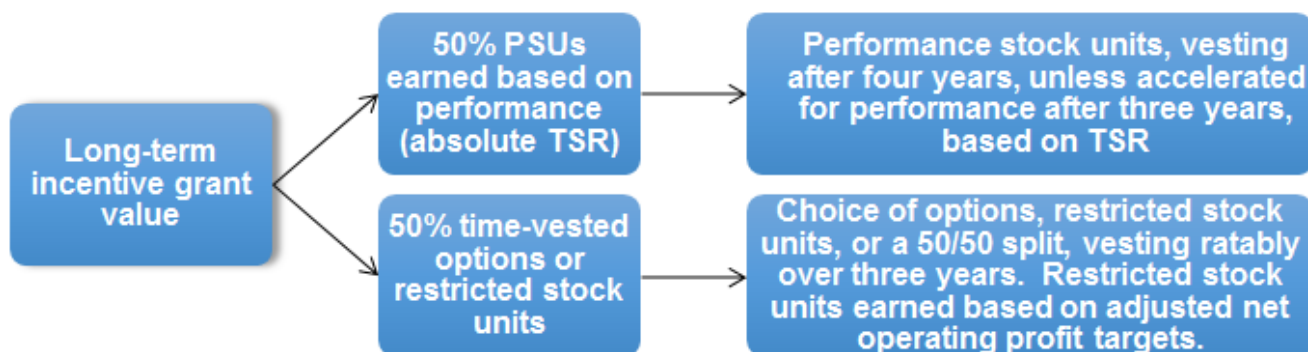 Long-term
incentive grant
value
50% PSUs
earned based on
performance
(absolute TSR)
Performance stock units, vesting
after four years, unless accelerated
for performance after three years,
based on TSR
50% time-vested
options or
restricted stock
units
Choice of options, restricted stock
units, or a 50/50 split, vesting ratably
over three years.  Restricted stock
units earned based on adjusted net
operating profit targets.